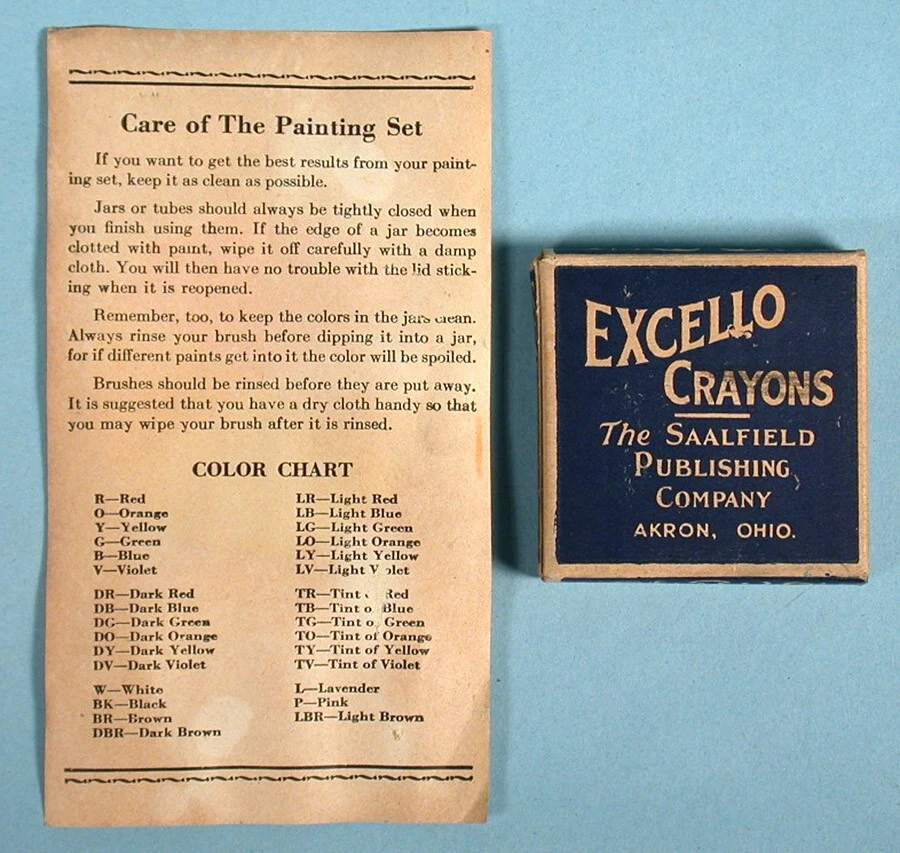 Care of The Painting Set
If you want to get the best results from your paint-
ing set, keep it as clean as possible.
Jars or tubes should always be tightly closed when
you finish using them. If the edge of a jar becomes
clotted with paint, wipe it off carefully with a damp
cloth. You will then have no trouble with the lid stick-
ing when it is reopened.
Remember, too, to keep the colors in the jars clean.
Always rinse your brush before dipping it into a jar,
for if different paints get into it the color will be spoiled.
Brushes should be rinsed before they are put away.
It is suggested that you have a dry cloth handy so that
you may wipe your brush after it is rinsed.
COLOR CHART
R—Red
O—Orange
Y—Yellow
G—Green
B—Blue
V—Violet
DR—Dark Red
DB—Dark Blue
DG—Dark Green
DO—Dark Orange
DY—Dark Yellow
DV—Dark Violet
W—White
BK—Black
BR—Brown
DBR—Dark Brown
LR—Light Red
LB—Light Blue
LG—Light Green
LO—Light Orange
LY—Light Yellow
LV—Light Violet
TR—Tint of Red
TB—Tint of Blue
TG—Tint of Green
TO—Tint of Orange
TY—Tint of Yellow
TV—Tint of Violet
L—Lavender
P—Pink
LBR—Light Brown
EXCELLO
CRAYONS
The SAALFIELD
PUBLISHING
COMPANY
AKRON, OHIO.